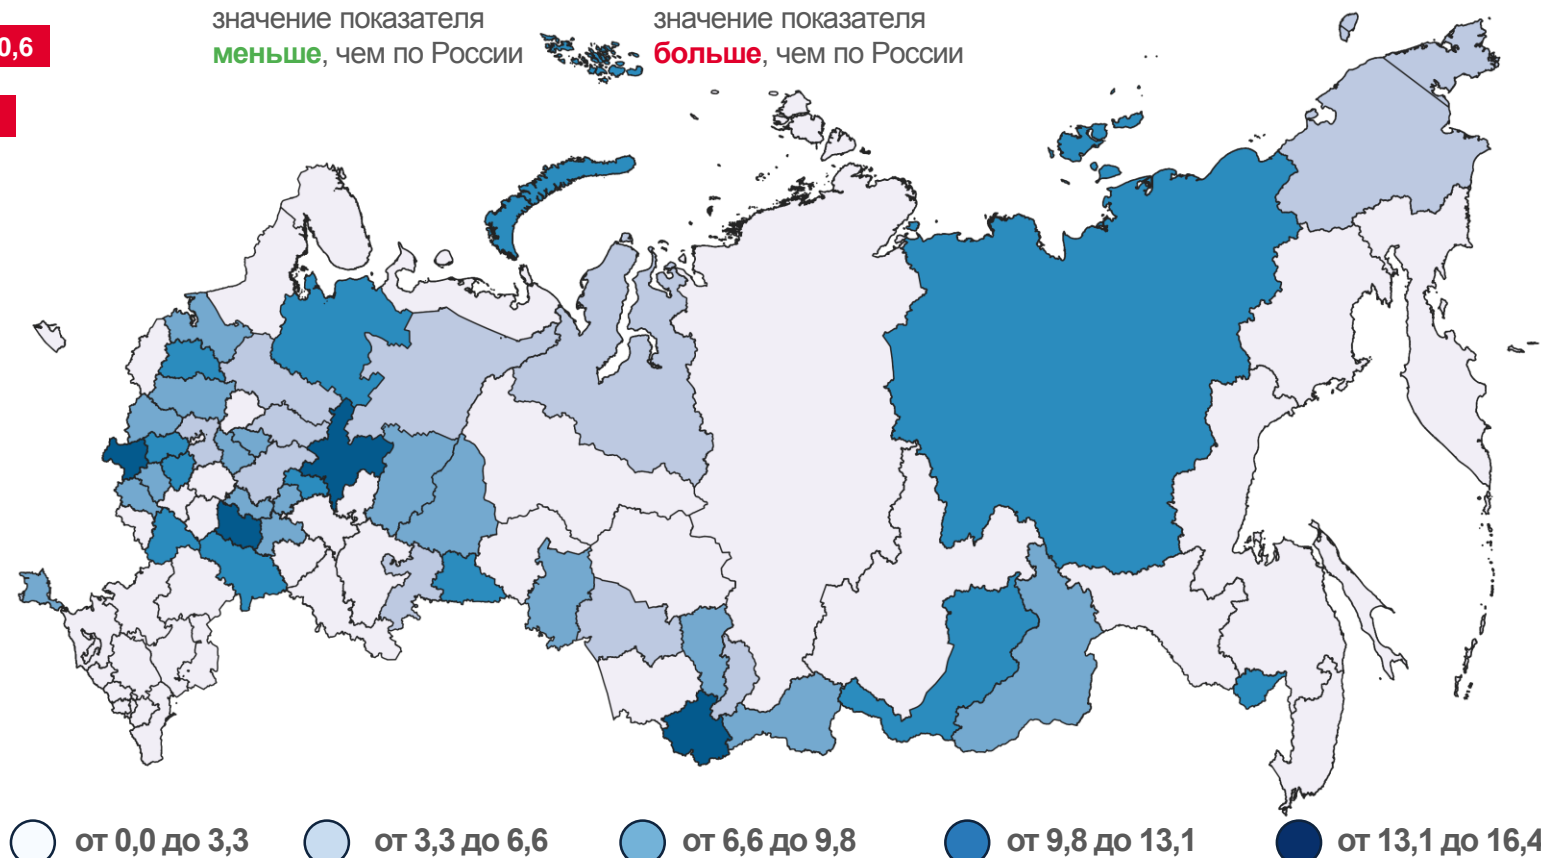 0,6
значение показателя
меньше, чем по России
значение показателя
больше, чем по России
от 0,0 до 3,3
от 3,3 до 6,6
от 6,6 до 9,8
от 9,8 до 13,1
от 13,1 до 16,4